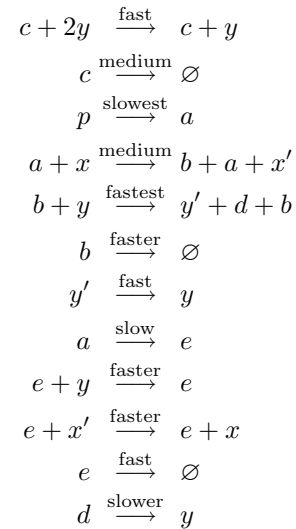 c + 2y fast⟶ c + y
c medium⟶ ∅
p slowest⟶ a
a + x medium⟶ b + a + x′
b + y fastest⟶ y′ + d + b
b faster⟶ ∅
y′ fast⟶ y
a slow⟶ e
e + y faster⟶ e
e + x′ faster⟶ e + x
e fast⟶ ∅
d slower⟶ y